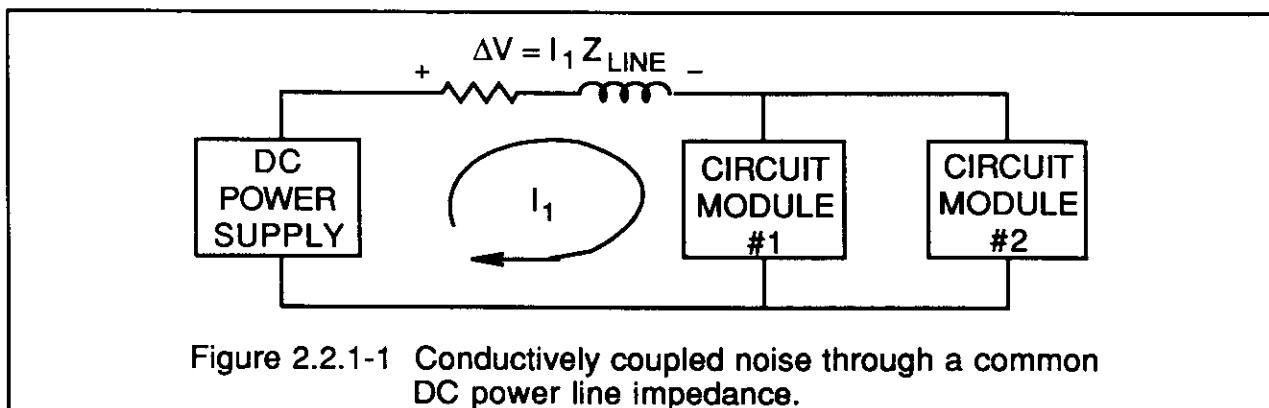 ΔV = I₁ Z_LINE
+ −
DC
POWER
SUPPLY
I₁
CIRCUIT
MODULE
#1
CIRCUIT
MODULE
#2
Figure 2.2.1-1 Conductively coupled noise through a common
DC power line impedance.